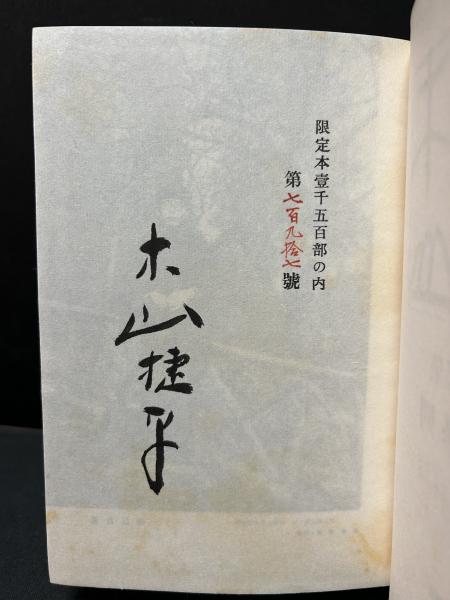 限定本壹千五百部の内
第七百九拾七號
木山捷平